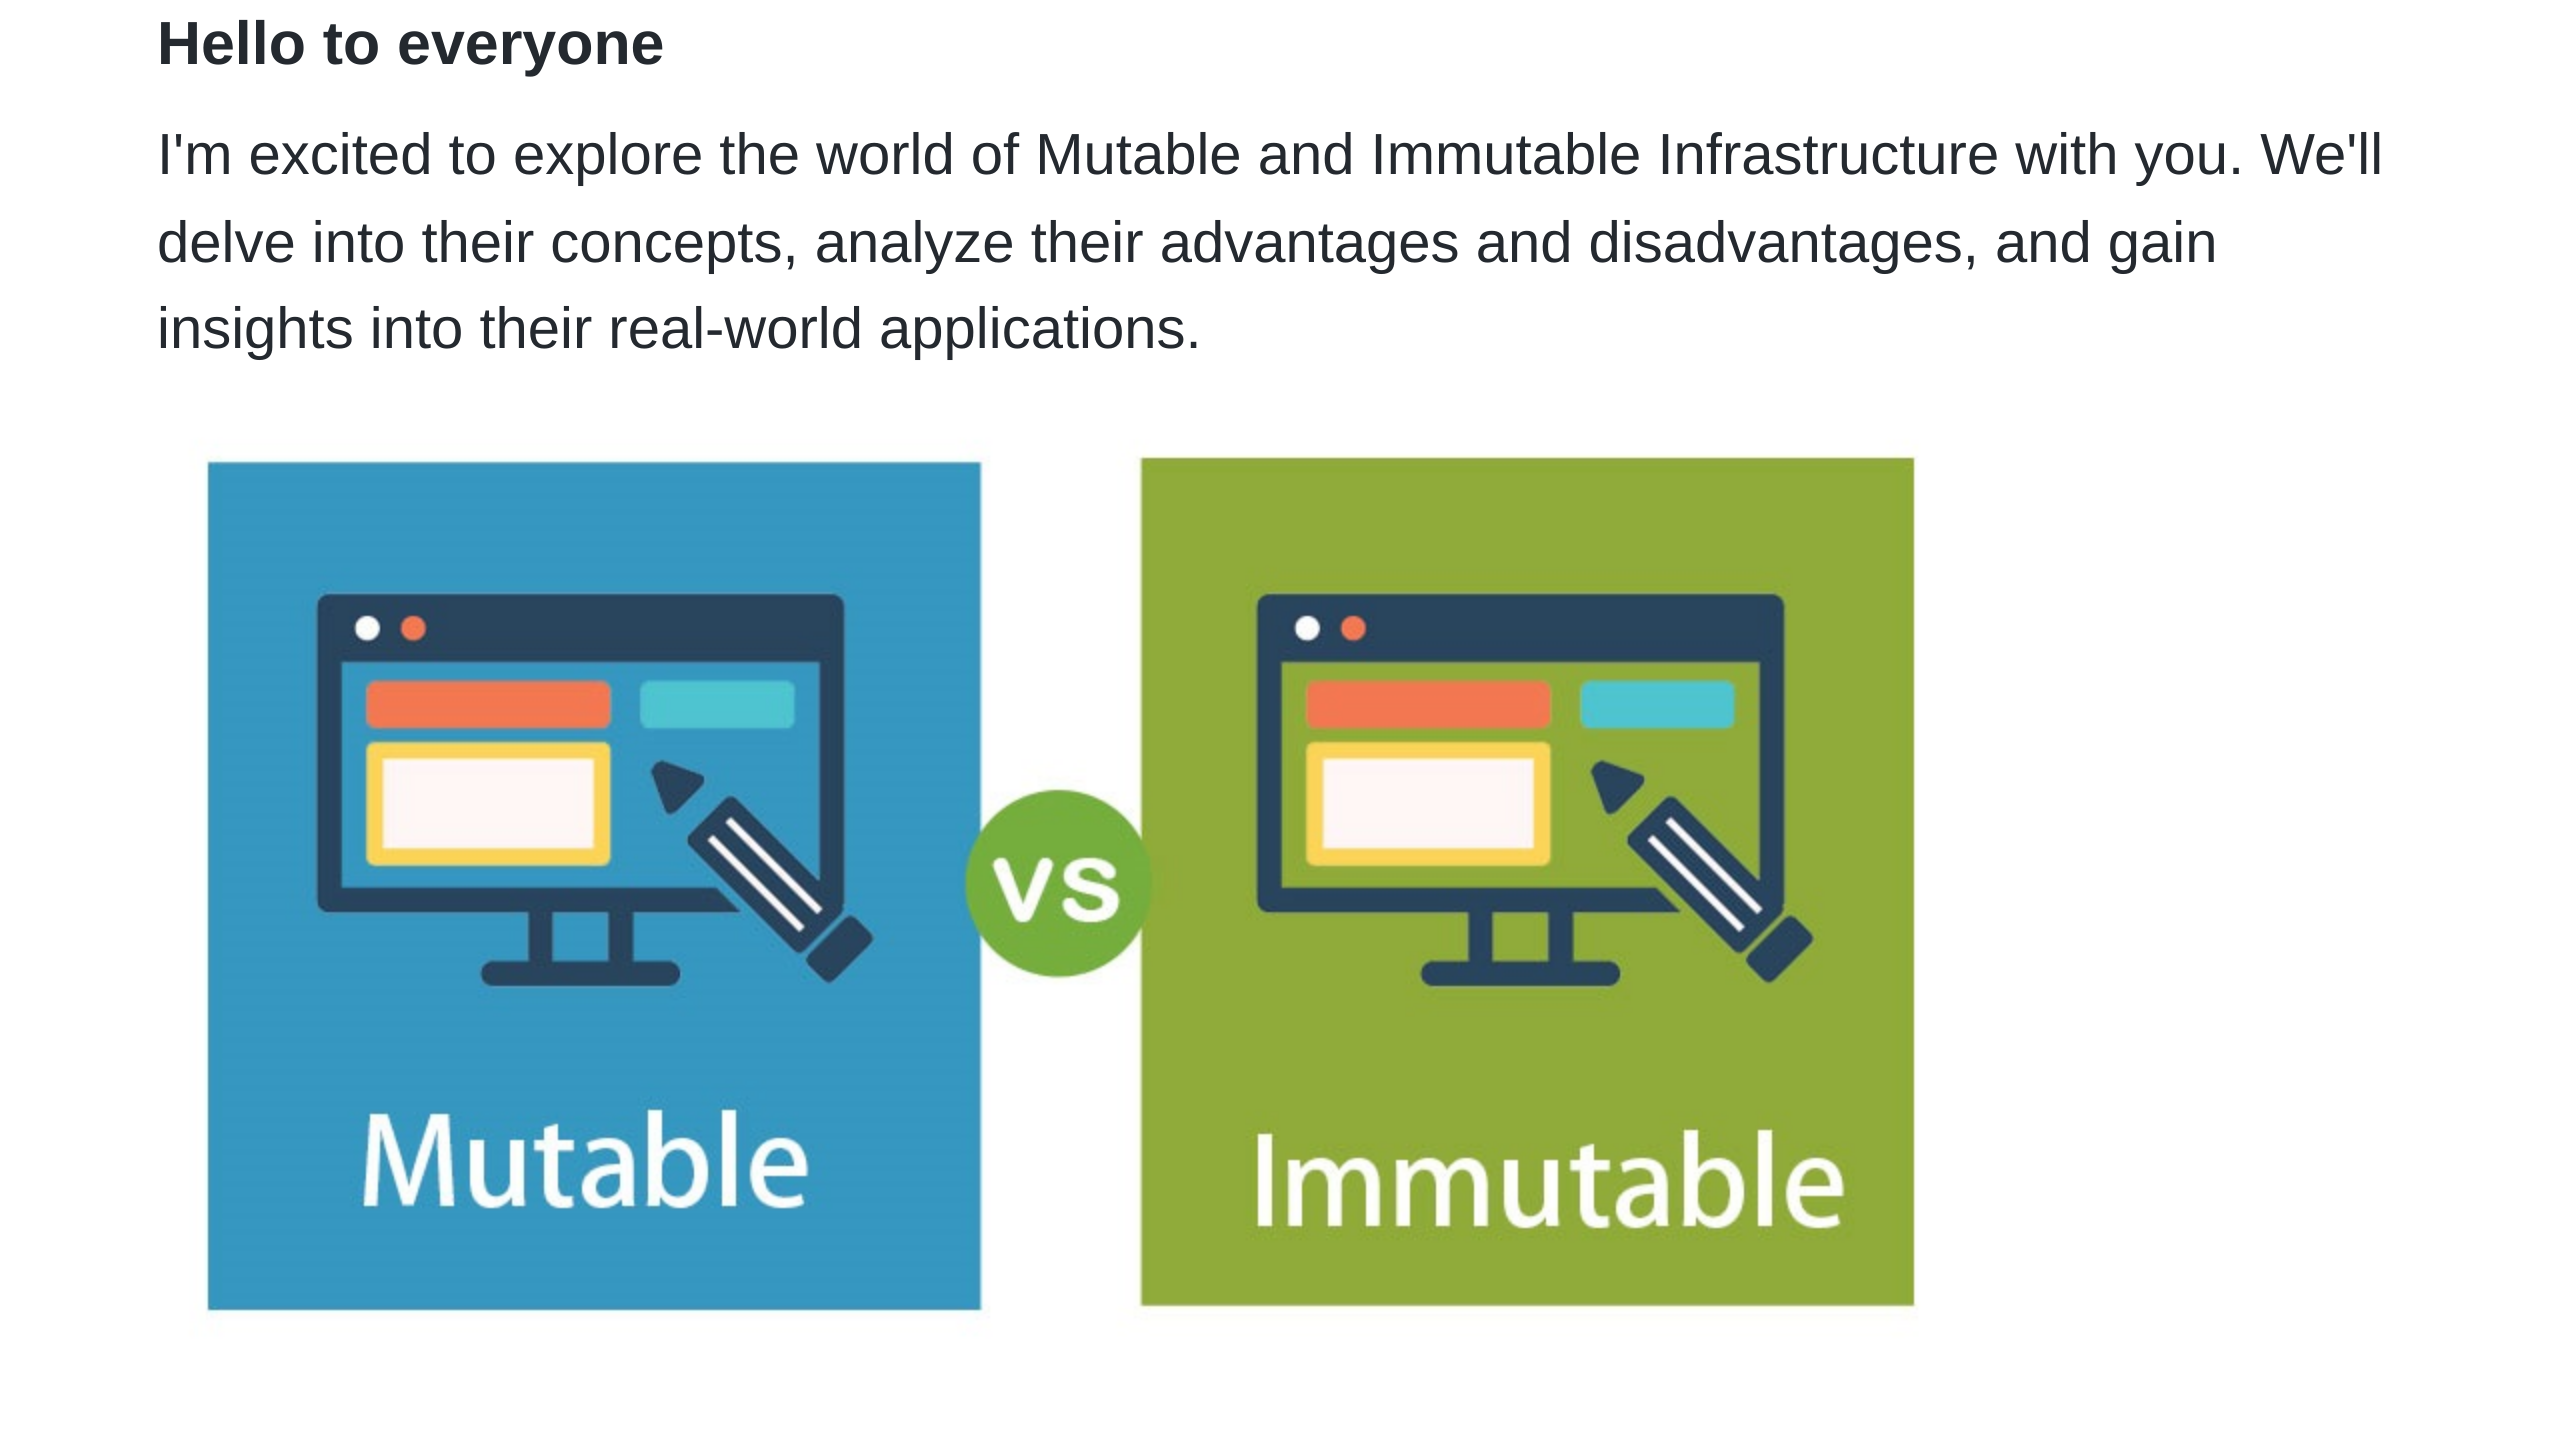 Hello to everyone
I'm excited to explore the world of Mutable and Immutable Infrastructure with you. We'll
delve into their concepts, analyze their advantages and disadvantages, and gain
insights into their real-world applications.
vs
Mutable
Immutable